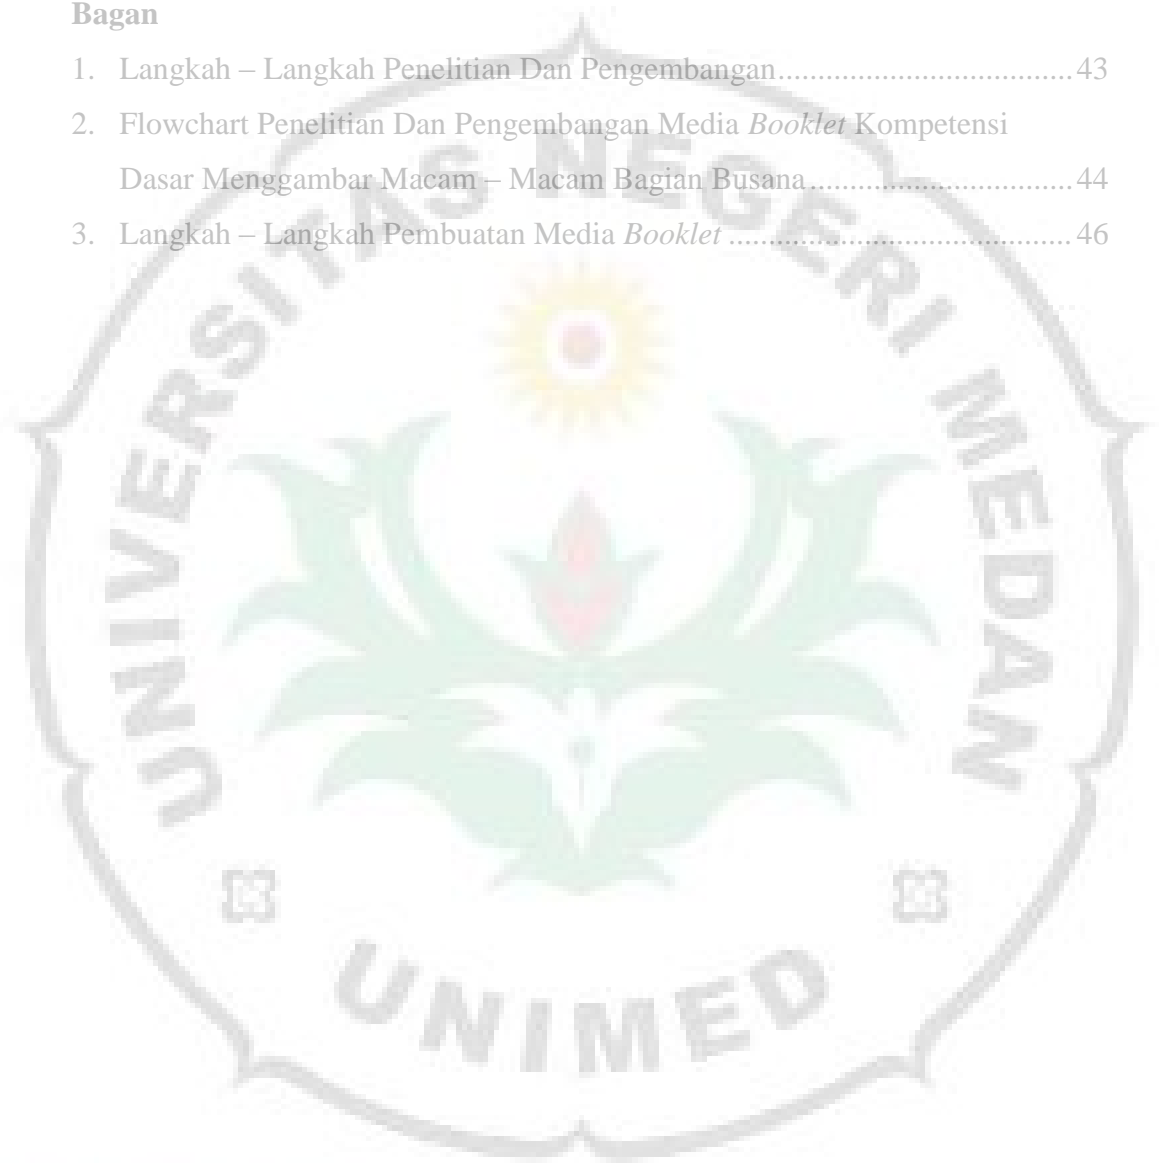 Bagan
1. Langkah – Langkah Penelitian Dan Pengembangan................................ 43
2. Flowchart Penelitian Dan Pengembangan Media Booklet Kompetensi
Dasar Menggambar Macam – Macam Bagian Busana............................. 44
3. Langkah – Langkah Pembuatan Media Booklet ..................................... 46
UNIVERSITAS NEGERI MEDAN
UNIMED